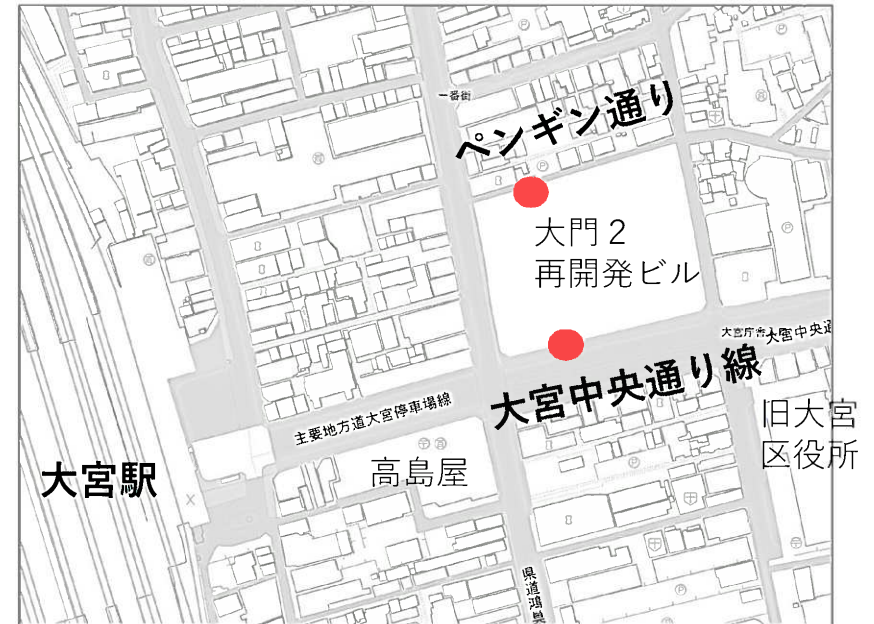 一番街
ペンギン通り
大門２
再開発ビル
大宮中央通り線
主要地方道大宮停車場線
高島屋
大宮駅
旧大宮
区役所
県道鴻巣